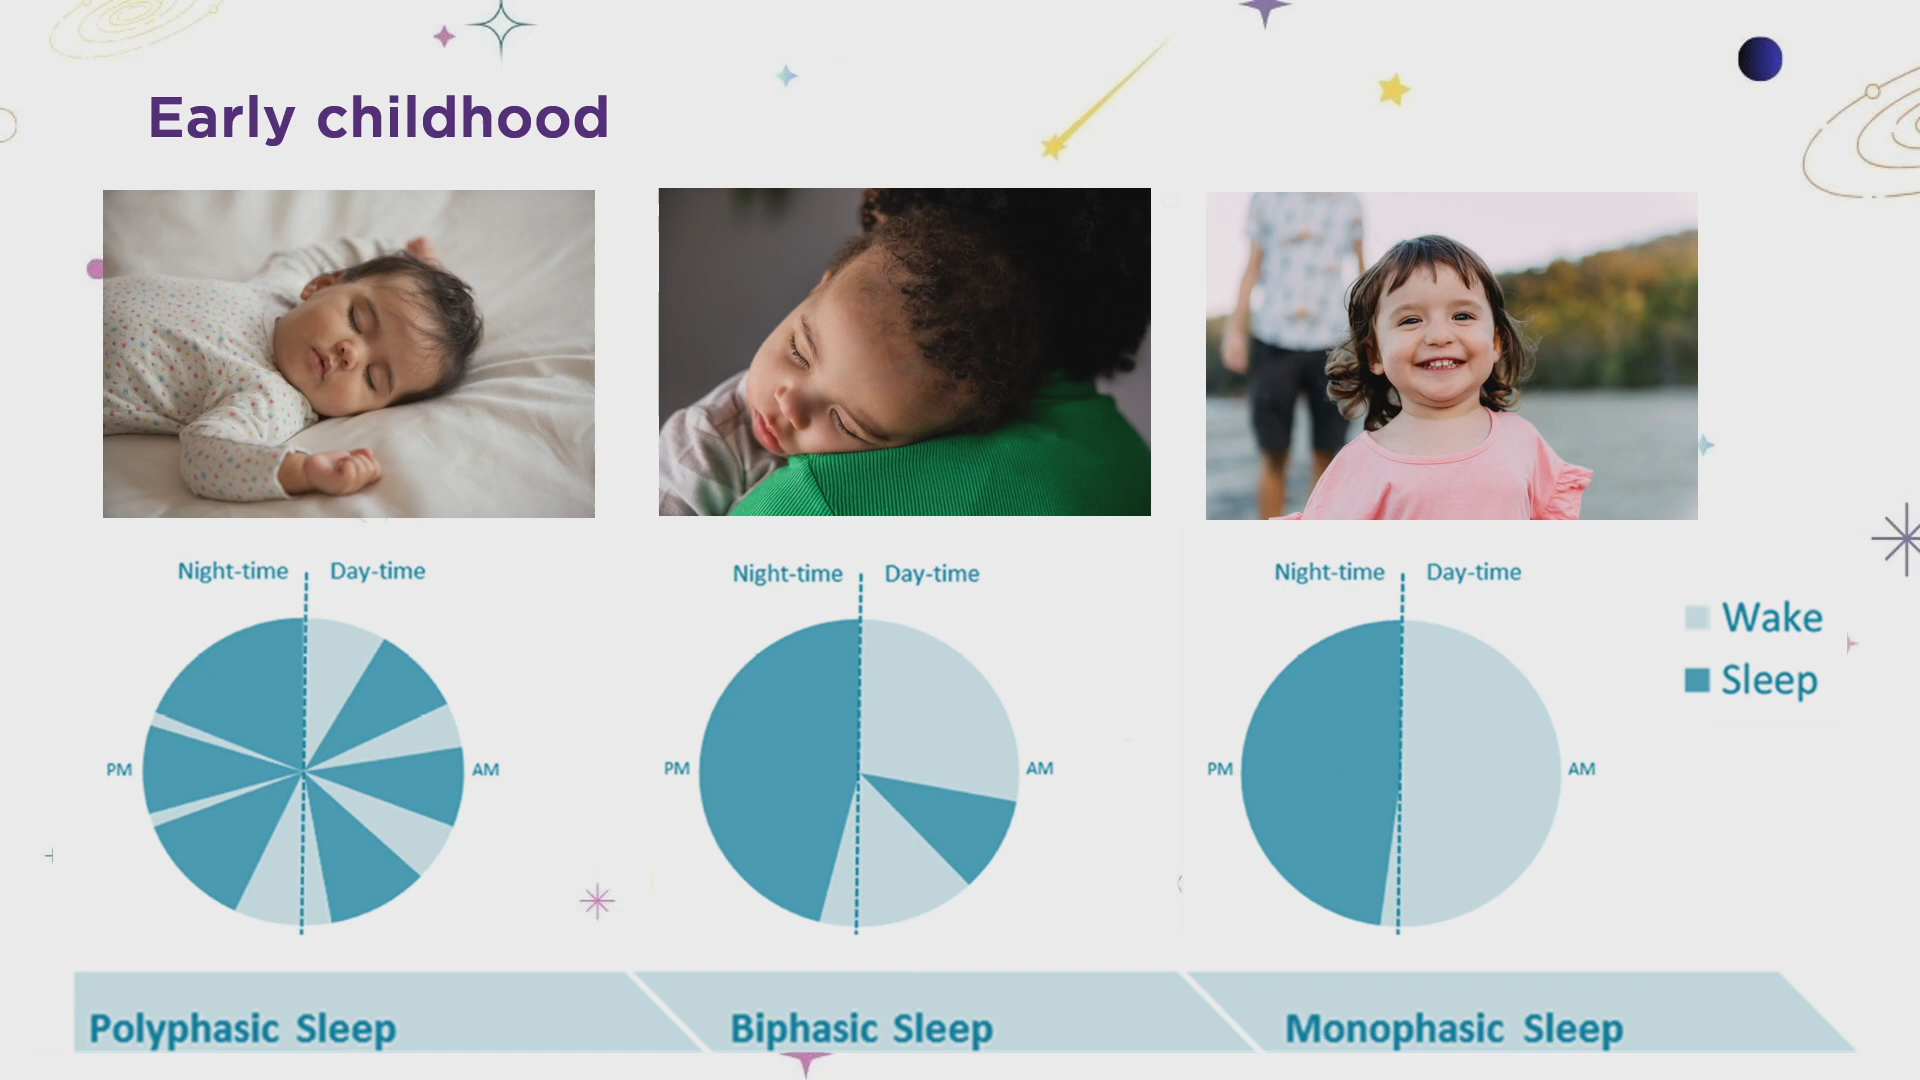 Early childhood
Night-time Day-time
PM AM
Night-time Day-time
PM AM
Night-time Day-time
PM AM
Wake
Sleep
Polyphasic Sleep
Biphasic Sleep
Monophasic Sleep